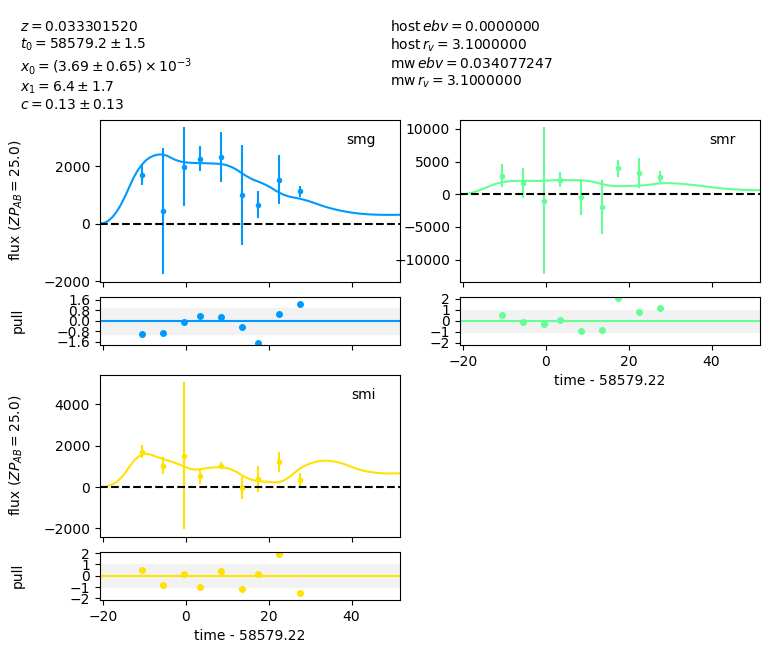 z = 0.033301520
t₀ = 58579.2 ± 1.5
x₀ = (3.69 ± 0.65) × 10⁻³
x₁ = 6.4 ± 1.7
c = 0.13 ± 0.13
host ebv = 0.0000000
host r_v = 3.1000000
mw ebv = 0.034077247
mw r_v = 3.1000000
smg
flux (ZP_AB = 25.0)
2000
0
−2000
smr
10000
5000
0
−5000
−10000
pull
1.6
0.8
0.0
−0.8
−1.6
2
1
0
−1
−2
−20
0
20
40
time - 58579.22
smi
flux (ZP_AB = 25.0)
4000
2000
0
−2000
pull
2
1
0
−1
−2
−20
0
20
40
time - 58579.22